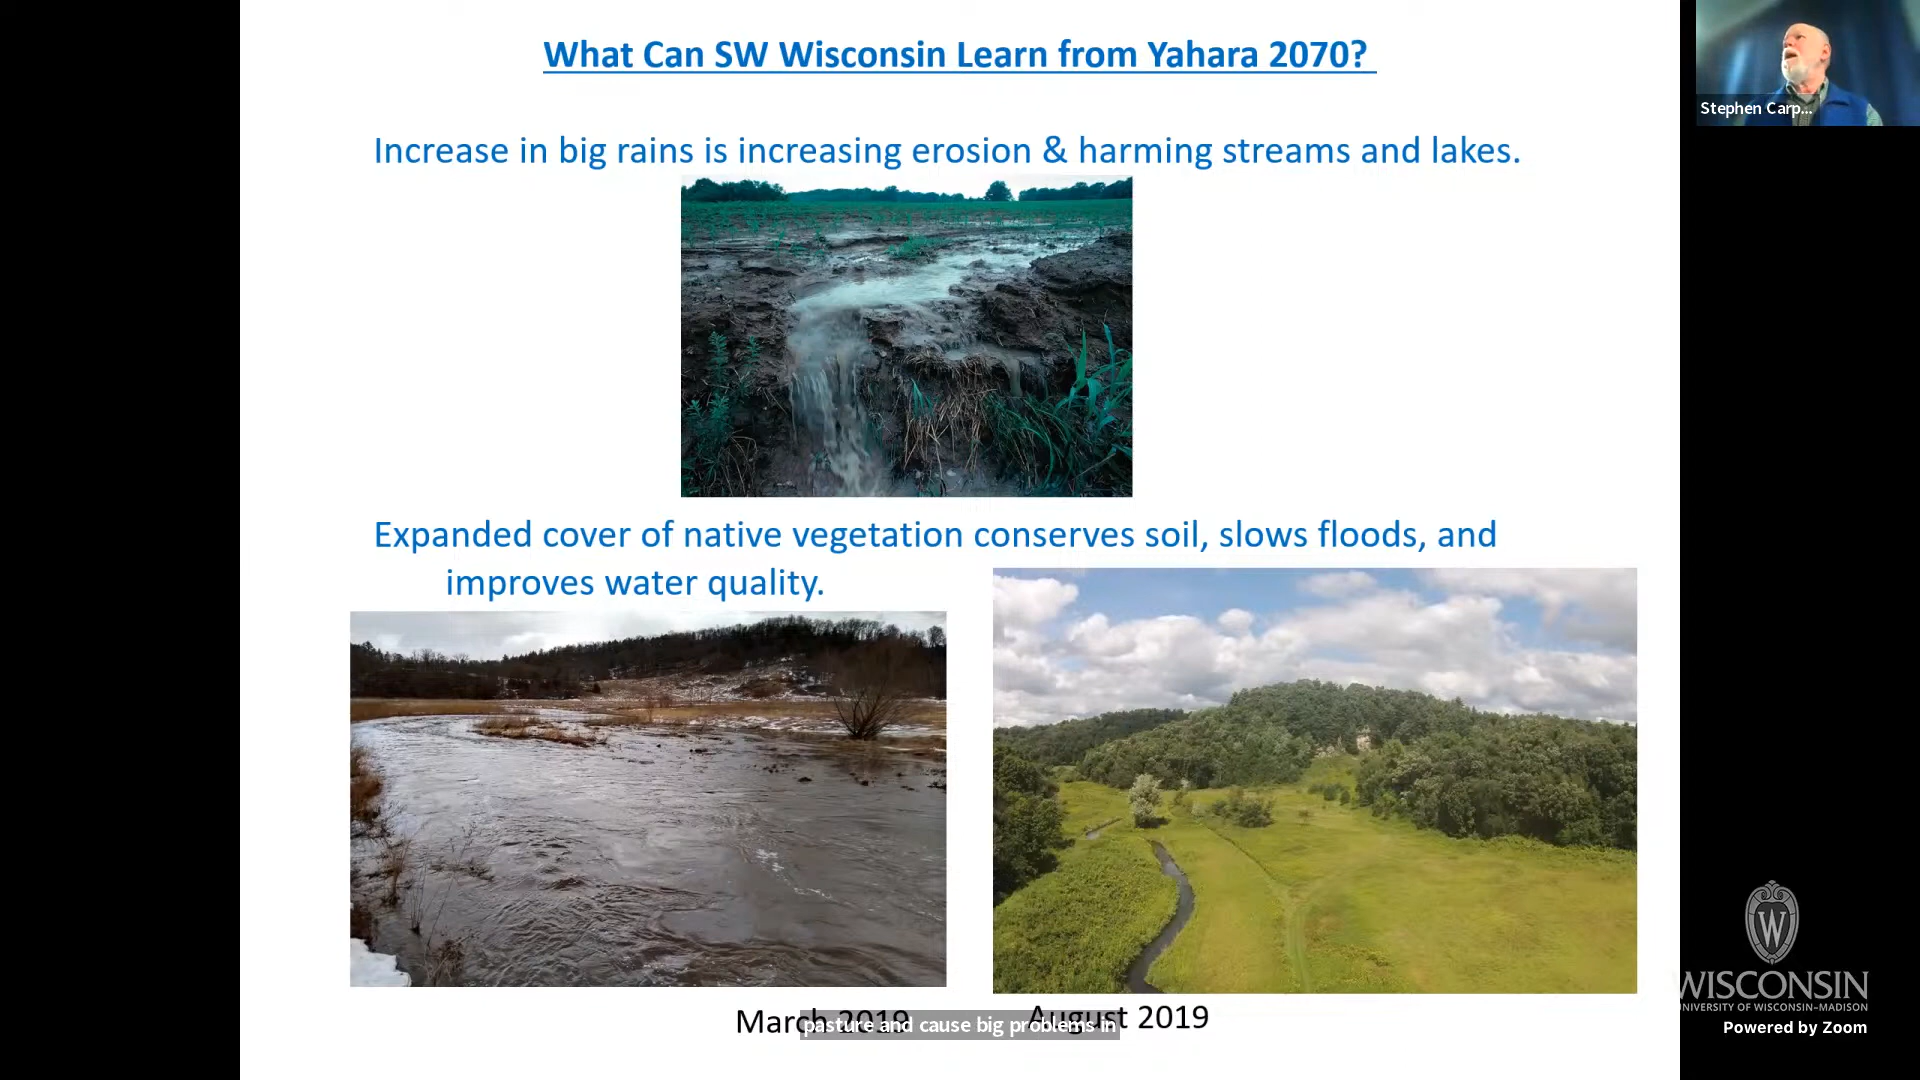 What Can SW Wisconsin Learn from Yahara 2070?
Stephen Carp...
Increase in big rains is increasing erosion & harming streams and lakes.
Expanded cover of native vegetation conserves soil, slows floods, and
improves water quality.
March 2019
August 2019
pasture and cause big problems in
W
WISCONSIN
UNIVERSITY OF WISCONSIN–MADISON
Powered by Zoom